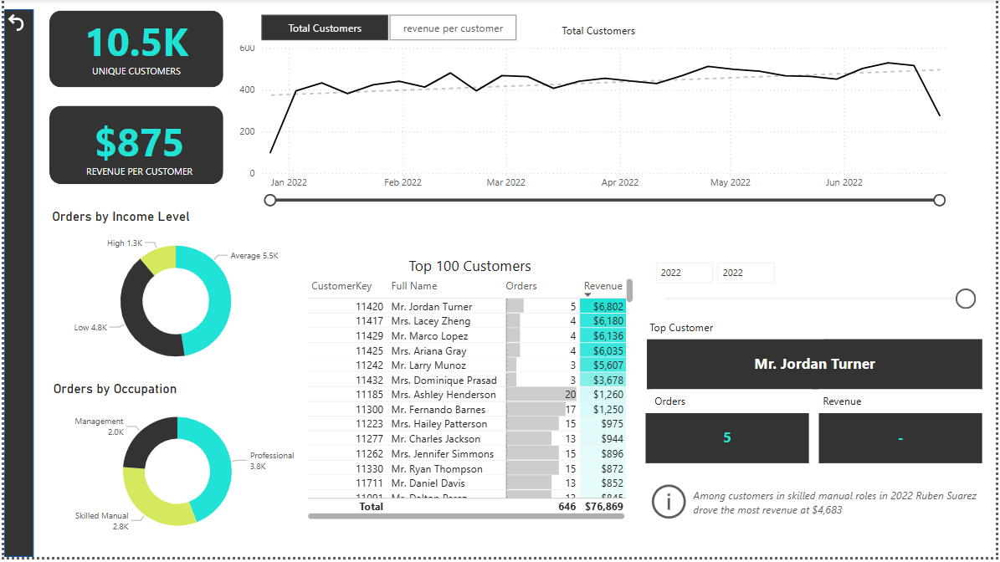 10.5K
UNIQUE CUSTOMERS
$875
REVENUE PER CUSTOMER
Total Customers
revenue per customer
Total Customers
600
400
200
0
Jan 2022 Feb 2022 Mar 2022 Apr 2022 May 2022 Jun 2022
Orders by Income Level
High 1.3K
Average 5.5K
Low 4.8K
Orders by Occupation
Management
2.0K
Professional
3.8K
Skilled Manual
2.8K
Top 100 Customers
CustomerKey Full Name Orders Revenue
11420 Mr. Jordan Turner 5 $6,802
11417 Mrs. Lacey Zheng 4 $6,180
11429 Mr. Marco Lopez 4 $6,136
11425 Mrs. Ariana Gray 4 $6,035
11242 Mr. Larry Munoz 3 $5,607
11432 Mrs. Dominique Prasad 3 $3,678
11185 Mrs. Ashley Henderson 20 $1,260
11300 Mr. Fernando Barnes 17 $1,250
11223 Mrs. Hailey Patterson 15 $975
11277 Mr. Charles Jackson 13 $944
11262 Mrs. Jennifer Simmons 15 $896
11330 Mr. Ryan Thompson 15 $872
11711 Mr. Daniel Davis 13 $852
Total 646 $76,869
2022 2022
Top Customer
Mr. Jordan Turner
Orders Revenue
5 -
Among customers in skilled manual roles in 2022 Ruben Suarez
drove the most revenue at $4,683